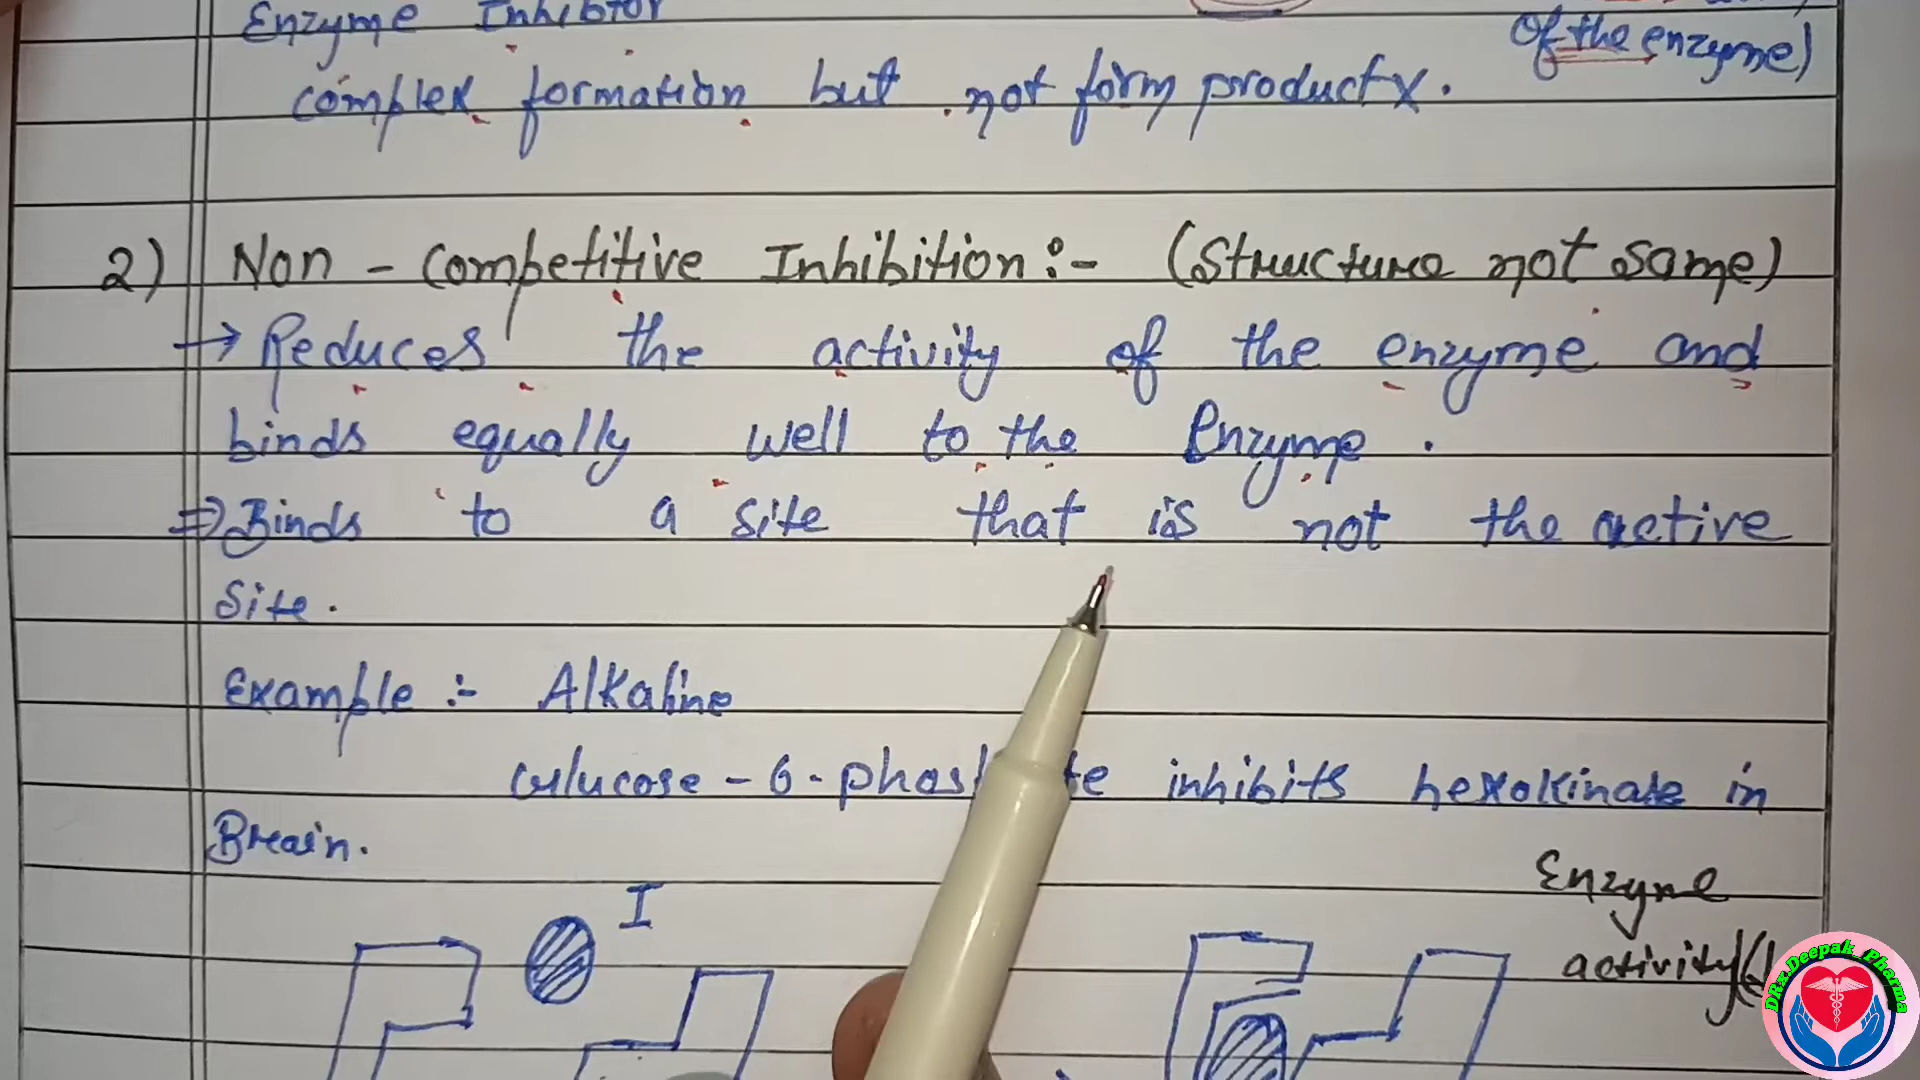 Enzyme Inhibitor
of the enzyme)
complex formation but not form product x.
2) Non-Competitive Inhibition:- (Structure not same)
→ Reduces the activity of the enzyme and
binds equally well to the Enzyme.
⇒ Binds to a site that is not the active
site.
Example :- Alkaline
Glucose-6-phos te inhibits hexokinase in
Brain.
I
Enzyme
activity(
DRx.Deepak_Pharma